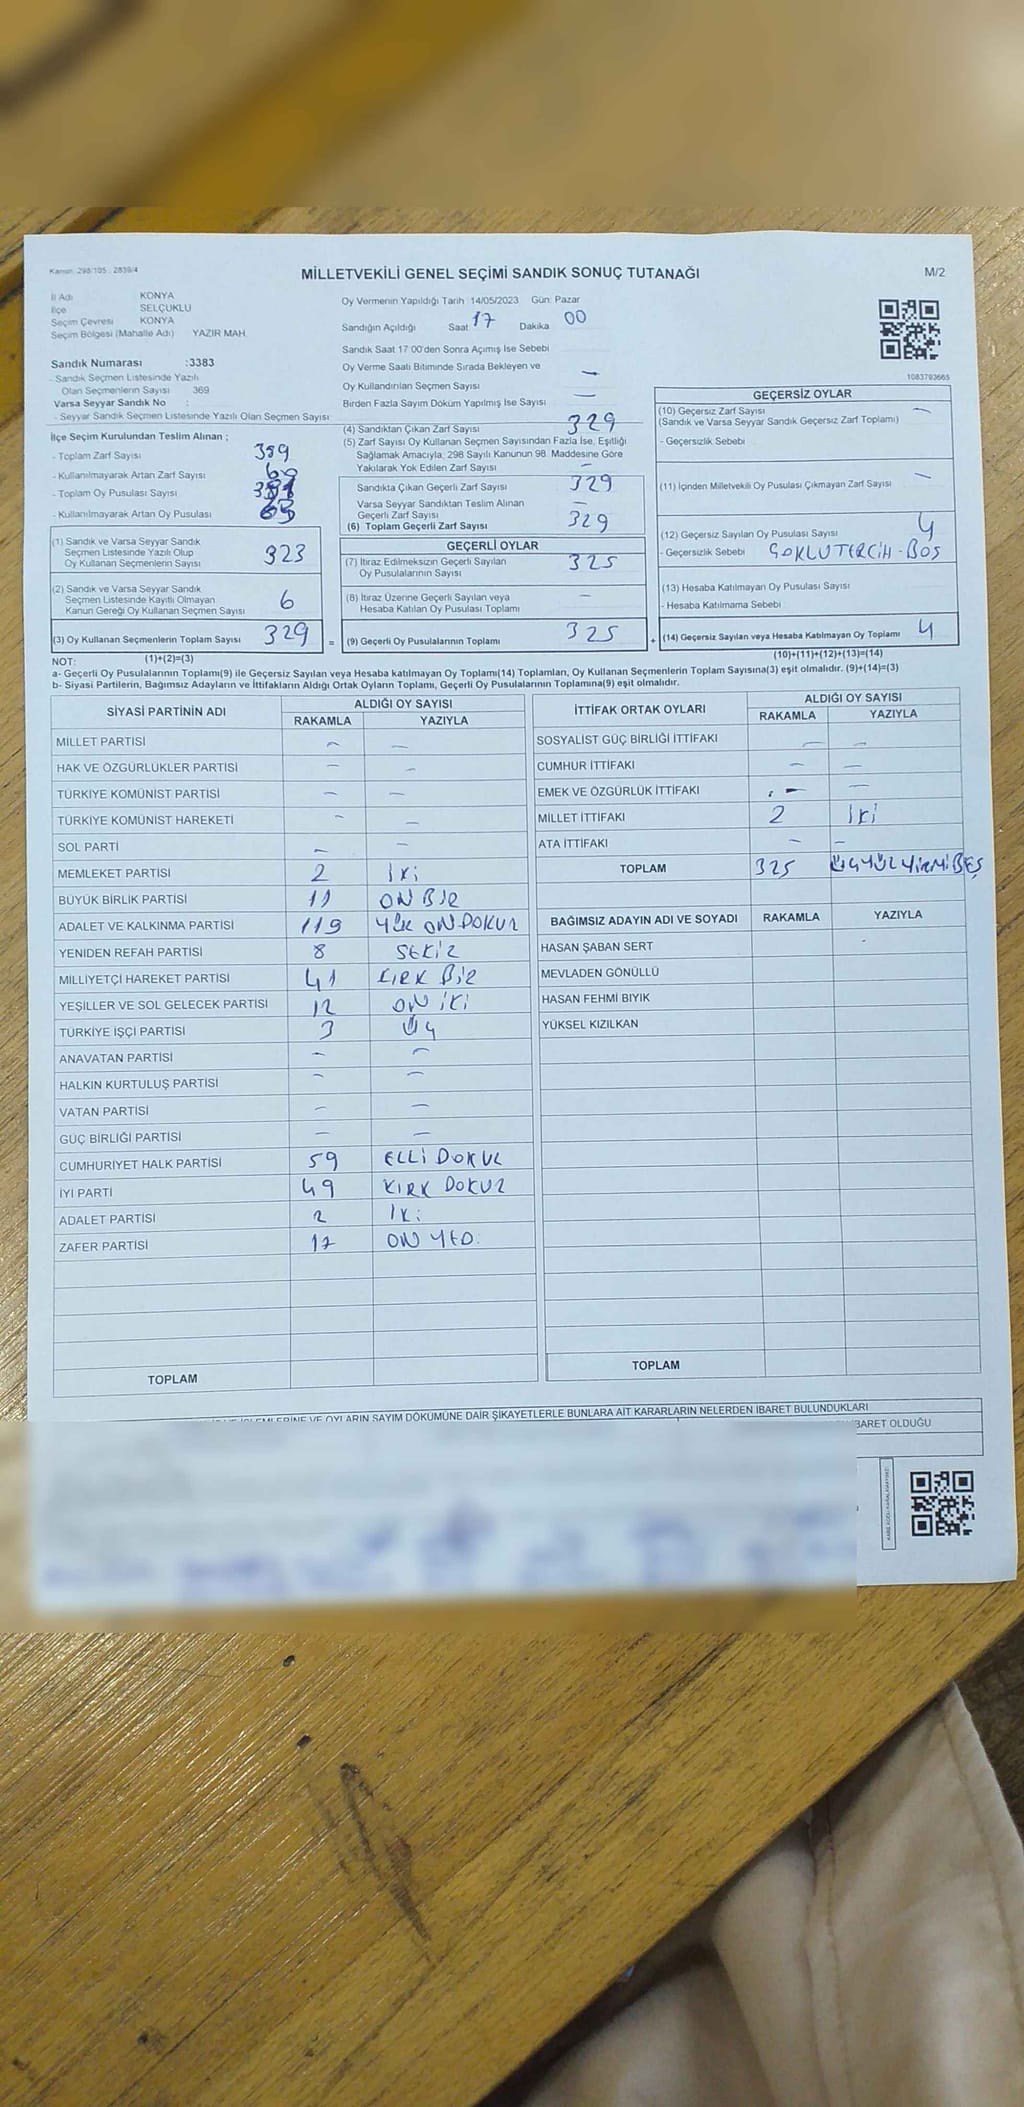 Kanun: 298/105 , 2839/4
MİLLETVEKİLİ GENEL SEÇİMİ SANDIK SONUÇ TUTANAĞI
M/2
İl Adı KONYA
İlçe SELÇUKLU
Seçim Çevresi KONYA
Seçim Bölgesi (Mahalle Adı) YAZIR MAH.
Oy Vermenin Yapıldığı Tarih 14/05/2023 Gün: Pazar
Sandığın Açıldığı Saat 17 Dakika 00
Sandık Saat 17:00'den Sonra Açımış İse Sebebi
Oy Verme Saati Bitiminde Sırada Bekleyen ve
Oy Kullandırılan Seçmen Sayısı —
Birden Fazla Sayım Döküm Yapılmış İse Sayısı —
1083793665
Sandık Numarası :3383
- Sandık Seçmen Listesinde Yazılı
Olan Seçmenlerin Sayısı 369
Varsa Seyyar Sandık No :
- Seyyar Sandık Seçmen Listesinde Yazılı Olan Seçmen Sayısı:
İlçe Seçim Kurulundan Teslim Alınan ;
- Toplam Zarf Sayısı 389
- Kullanılmayarak Artan Zarf Sayısı
- Toplam Oy Pusulası Sayısı
- Kullanılmayarak Artan Oy Pusulası
(1) Sandık ve Varsa Seyyar Sandık
Seçmen Listesinde Yazılı Olup
Oy Kullanan Seçmenlerin Sayısı 323
(2) Sandık ve Varsa Seyyar Sandık
Seçmen Listesinde Kayıtlı Olmayan
Kanun Gereği Oy Kullanan Seçmen Sayısı 6
(3) Oy Kullanan Seçmenlerin Toplam Sayısı 329 =
(4) Sandıktan Çıkan Zarf Sayısı 329
(5) Zarf Sayısı Oy Kullanan Seçmen Sayısından Fazla İse, Eşitliği
Sağlamak Amacıyla, 298 Sayılı Kanunun 98. Maddesine Göre
Yakılarak Yok Edilen Zarf Sayısı —
Sandıkta Çıkan Geçerli Zarf Sayısı 329
Varsa Seyyar Sandıktan Teslim Alınan
Geçerli Zarf Sayısı —
(6) Toplam Geçerli Zarf Sayısı 329
GEÇERLİ OYLAR
(7) İtiraz Edilmeksizin Geçerli Sayılan
Oy Pusulalarının Sayısı 325
(8) İtiraz Üzerine Geçerli Sayılan veya
Hesaba Katılan Oy Pusulası Toplamı —
(9) Geçerli Oy Pusulalarının Toplamı 325 +
GEÇERSİZ OYLAR
(10) Geçersiz Zarf Sayısı —
(Sandık ve Varsa Seyyar Sandık Geçersiz Zarf Toplamı)
- Geçersizlik Sebebi
(11) İçinden Milletvekili Oy Pusulası Çıkmayan Zarf Sayısı —
(12) Geçersiz Sayılan Oy Pusulası Sayısı 4
- Geçersizlik Sebebi ÇOKLU TERCİH - BOŞ
(13) Hesaba Katılmayan Oy Pusulası Sayısı
- Hesaba Katılmama Sebebi
(14) Geçersiz Sayılan veya Hesaba Katılmayan Oy Toplamı 4
NOT: (1)+(2)=(3)
(10)+(11)+(12)+(13)=(14)
a- Geçerli Oy Pusulalarının Toplamı(9) ile Geçersiz Sayılan veya Hesaba katılmayan Oy Toplamı(14) Toplamları, Oy Kullanan Seçmenlerin Toplam Sayısına(3) eşit olmalıdır. (9)+(14)=(3)
b- Siyasi Partilerin, Bağımsız Adayların ve İttifakların Aldığı Ortak Oyların Toplamı, Geçerli Oy Pusulalarının Toplamına(9) eşit olmalıdır.
SİYASİ PARTİNİN ADI
ALDIĞI OY SAYISI
RAKAMLA YAZIYLA
MİLLET PARTİSİ — —
HAK VE ÖZGÜRLÜKLER PARTİSİ — —
TÜRKİYE KOMÜNİST PARTİSİ — —
TÜRKİYE KOMÜNİST HAREKETİ — —
SOL PARTİ — —
MEMLEKET PARTİSİ 2 İki
BÜYÜK BİRLİK PARTİSİ 11 ON BİR
ADALET VE KALKINMA PARTİSİ 119 YÜZ ON DOKUZ
YENİDEN REFAH PARTİSİ 8 SEKİZ
MİLLİYETÇİ HAREKET PARTİSİ 41 KIRK BİR
YEŞİLLER VE SOL GELECEK PARTİSİ 12 ON İKİ
TÜRKİYE İŞÇİ PARTİSİ 3 ÜÇ
ANAVATAN PARTİSİ — —
HALKIN KURTULUŞ PARTİSİ — —
VATAN PARTİSİ — —
GÜÇ BİRLİĞİ PARTİSİ — —
CUMHURİYET HALK PARTİSİ 59 ELLİ DOKUZ
İYİ PARTİ 49 KIRK DOKUZ
ADALET PARTİSİ 2 İKİ
ZAFER PARTİSİ 17 ON YEDİ
TOPLAM
İTTİFAK ORTAK OYLARI
ALDIĞI OY SAYISI
RAKAMLA YAZIYLA
SOSYALİST GÜÇ BİRLİĞİ İTTİFAKI — —
CUMHUR İTTİFAKI — —
EMEK VE ÖZGÜRLÜK İTTİFAKI — —
MİLLET İTTİFAKI 2 İki
ATA İTTİFAKI — —
TOPLAM 325 ÜÇYÜZYİRMİBEŞ
BAĞIMSIZ ADAYIN ADI VE SOYADI RAKAMLA YAZIYLA
HASAN ŞABAN SERT
MEVLADEN GÖNÜLLÜ
HASAN FEHMİ BIYIK
YÜKSEL KIZILKAN
TOPLAM
VE OYLARIN SAYIM DÖKÜMÜNE DAİR ŞİKAYETLERLE BUNLARA AİT KARARLARIN NELERDEN İBARET BULUNDUKLARI
İBARET OLDUĞU